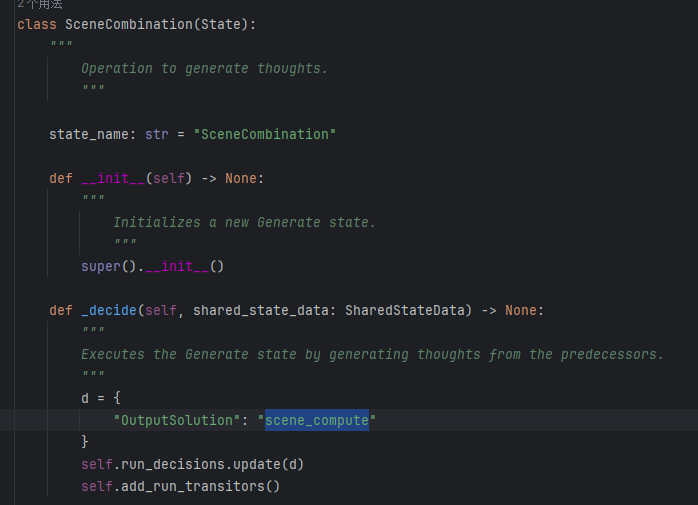 2 个用法
class SceneCombination(State):
    """
        Operation to generate thoughts.
        """
    state_name: str = "SceneCombination"
    def __init__(self) -> None:
        """
            Initializes a new Generate state.
            """
        super().__init__()
    def _decide(self, shared_state_data: SharedStateData) -> None:
        """
        Executes the Generate state by generating thoughts from the predecessors.
        """
        d = {
            "OutputSolution": "scene_compute"
        }
        self.run_decisions.update(d)
        self.add_run_transitors()